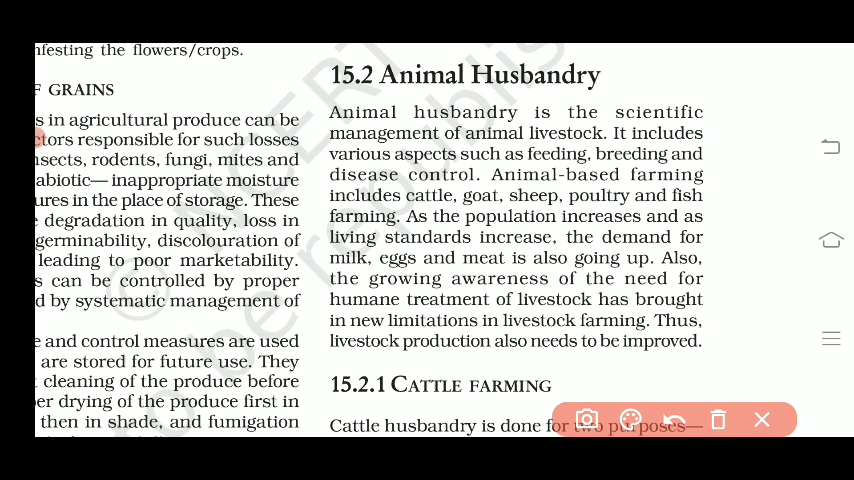 nfesting the flowers/crops.
F GRAINS
s in agricultural produce can be
ctors responsible for such losses
nsects, rodents, fungi, mites and
abiotic— inappropriate moisture
ures in the place of storage. These
e degradation in quality, loss in
germinability, discolouration of
leading to poor marketability.
s can be controlled by proper
d by systematic management of
e and control measures are used
are stored for future use. They
t cleaning of the produce before
er drying of the produce first in
then in shade, and fumigation
15.2 Animal Husbandry
Animal husbandry is the scientific
management of animal livestock. It includes
various aspects such as feeding, breeding and
disease control. Animal-based farming
includes cattle, goat, sheep, poultry and fish
farming. As the population increases and as
living standards increase, the demand for
milk, eggs and meat is also going up. Also,
the growing awareness of the need for
humane treatment of livestock has brought
in new limitations in livestock farming. Thus,
livestock production also needs to be improved.
15.2.1 CATTLE FARMING
Cattle husbandry is done for two purposes—
© NCERT
to be republis